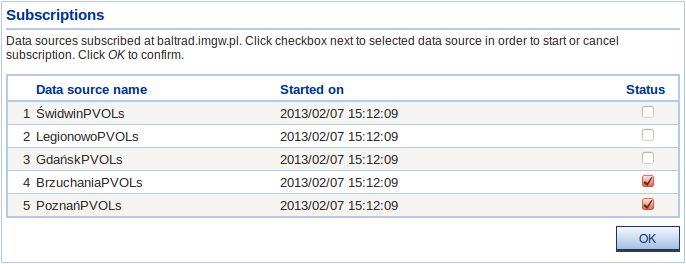 Subscriptions
Data sources subscribed at baltrad.imgw.pl. Click checkbox next to selected data source in order to start or cancel
subscription. Click OK to confirm.
Data source name Started on Status
1 ŚwidwinPVOLs 2013/02/07 15:12:09
2 LegionowoPVOLs 2013/02/07 15:12:09
3 GdańskPVOLs 2013/02/07 15:12:09
4 BrzuchaniaPVOLs 2013/02/07 15:12:09
5 PoznańPVOLs 2013/02/07 15:12:09
OK